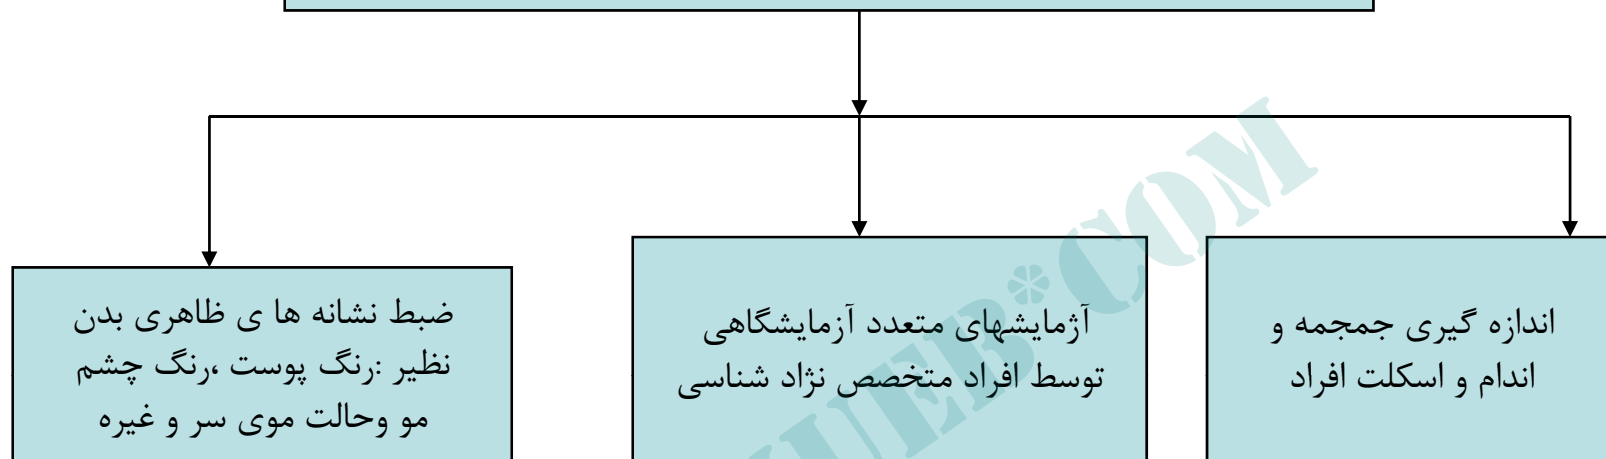 اندازه گیری جمجمه و
اندام و اسکلت افراد
آژمایشهای متعدد آزمایشگاهی
توسط افراد متخصص نژاد شناسی
ضبط نشانه ها ی ظاهری بدن
نظیر :رنگ پوست ،رنگ چشم
مو وحالت موی سر و غیره